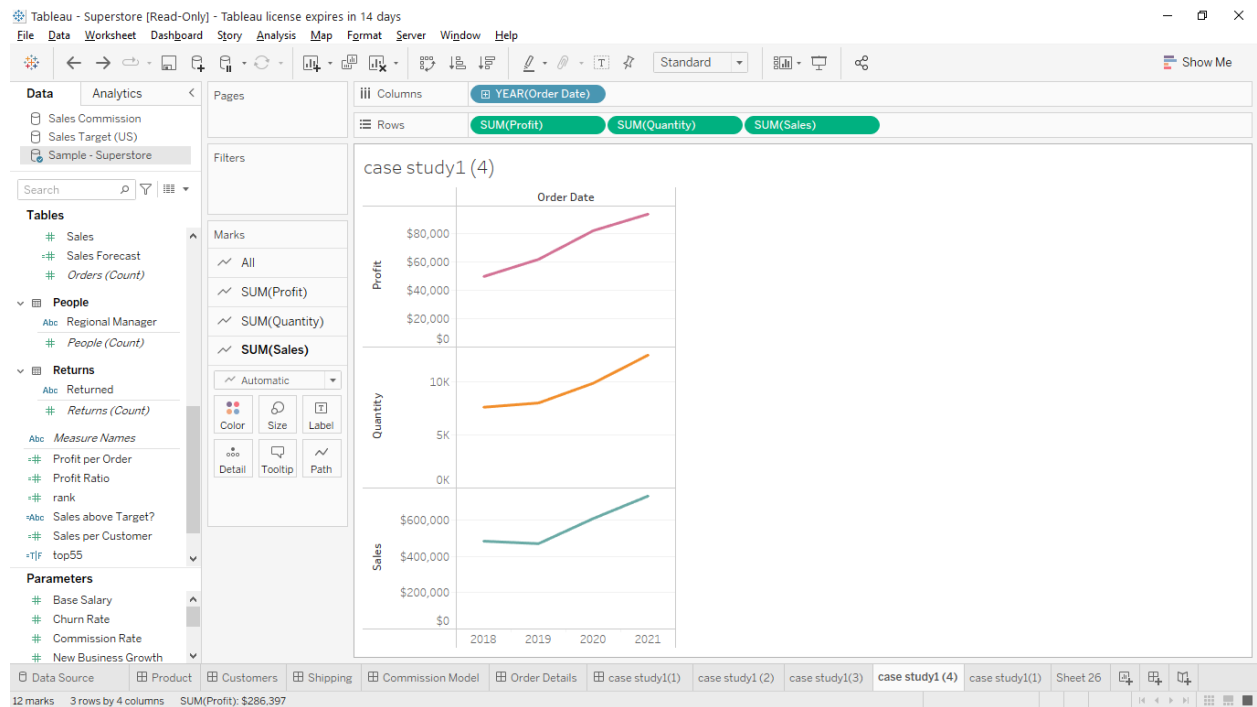 Tableau - Superstore [Read-Only] - Tableau license expires in 14 days
File Data Worksheet Dashboard Story Analysis Map Format Server Window Help
Standard
Show Me
Data Analytics
Sales Commission
Sales Target (US)
Sample - Superstore
Search
Tables
# Sales
=# Sales Forecast
# Orders (Count)
People
Abc Regional Manager
# People (Count)
Returns
Abc Returned
# Returns (Count)
Abc Measure Names
=# Profit per Order
=# Profit Ratio
=# rank
=Abc Sales above Target?
=# Sales per Customer
=T|F top55
Parameters
# Base Salary
# Churn Rate
# Commission Rate
# New Business Growth
Pages
Filters
Marks
All
SUM(Profit)
SUM(Quantity)
SUM(Sales)
Automatic
Color Size Label
Detail Tooltip Path
Columns YEAR(Order Date)
Rows SUM(Profit) SUM(Quantity) SUM(Sales)
case study1 (4)
Order Date
Profit
$80,000
$60,000
$40,000
$20,000
$0
Quantity
10K
5K
0K
Sales
$600,000
$400,000
$200,000
$0
2018 2019 2020 2021
Data Source Product Customers Shipping Commission Model Order Details case study1(1) case study1 (2) case study1(3) case study1 (4) case study1(1) Sheet 26
12 marks 3 rows by 4 columns SUM(Profit): $286,397